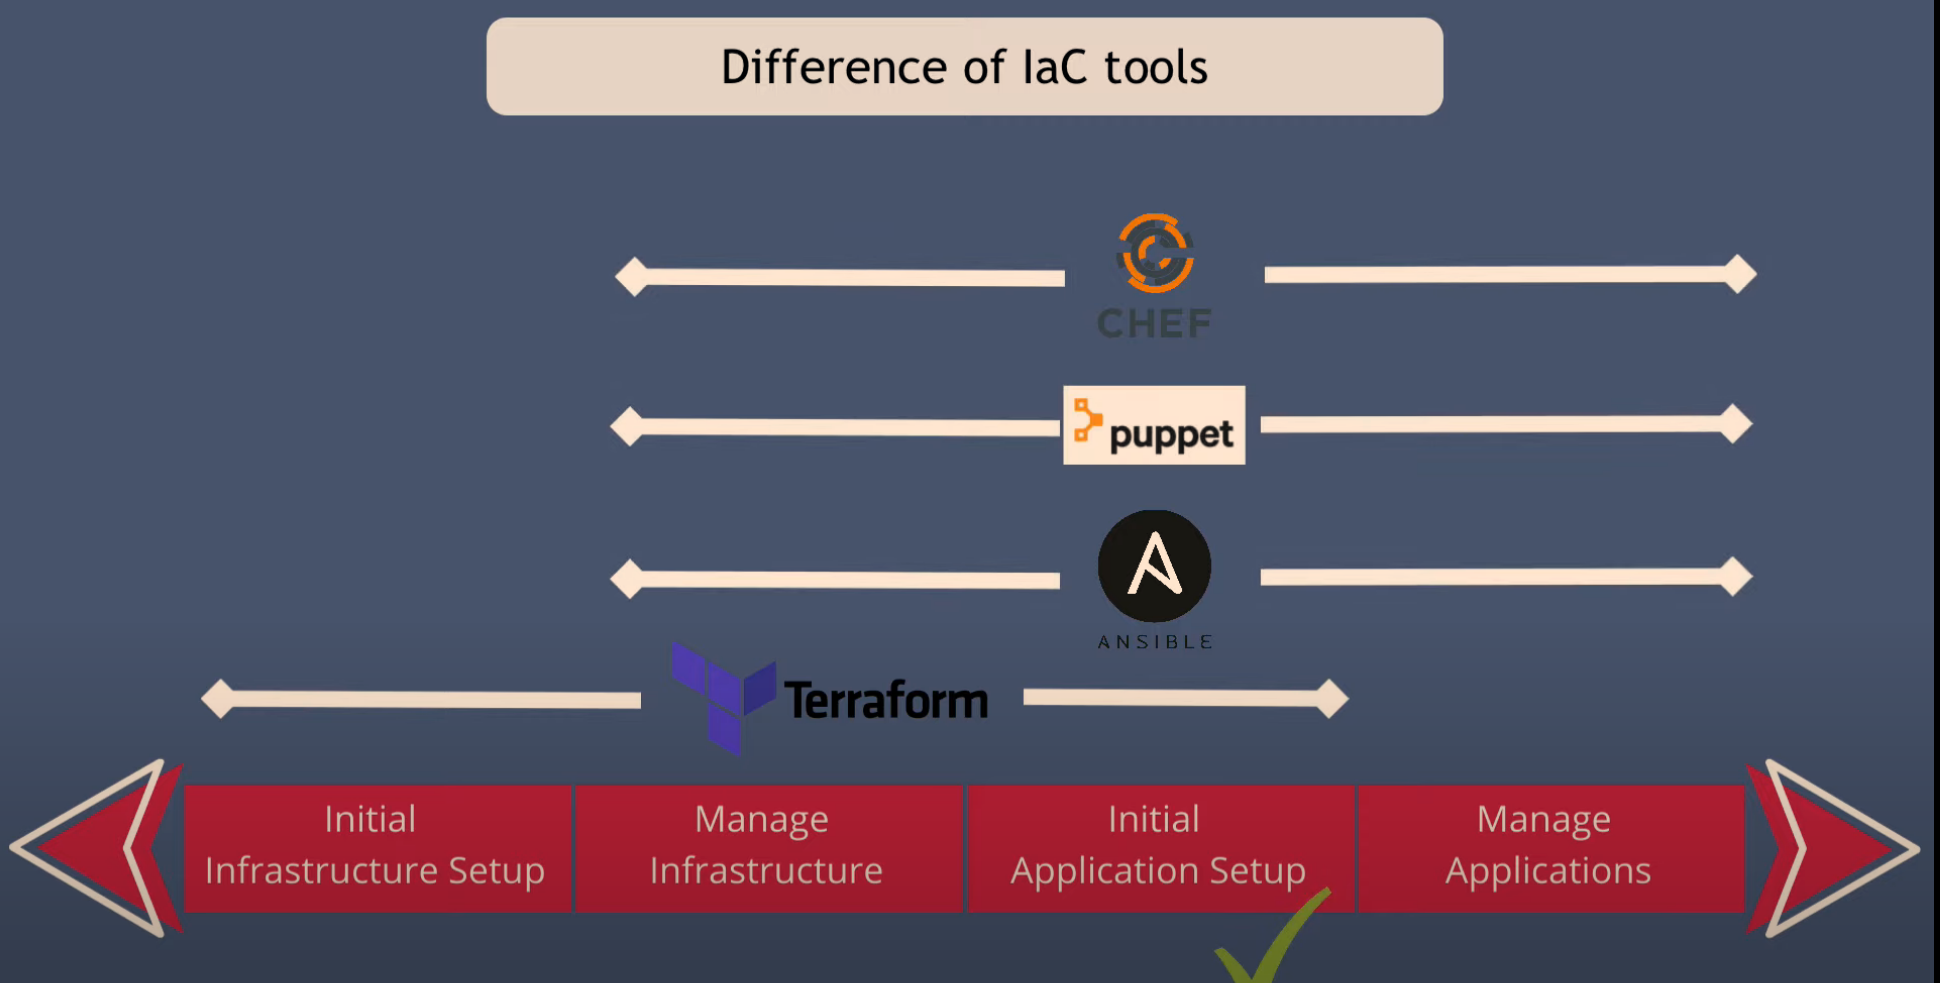 Difference of IaC tools
CHEF
puppet
ANSIBLE
Terraform
Initial
Infrastructure Setup
Manage
Infrastructure
Initial
Application Setup
Manage
Applications